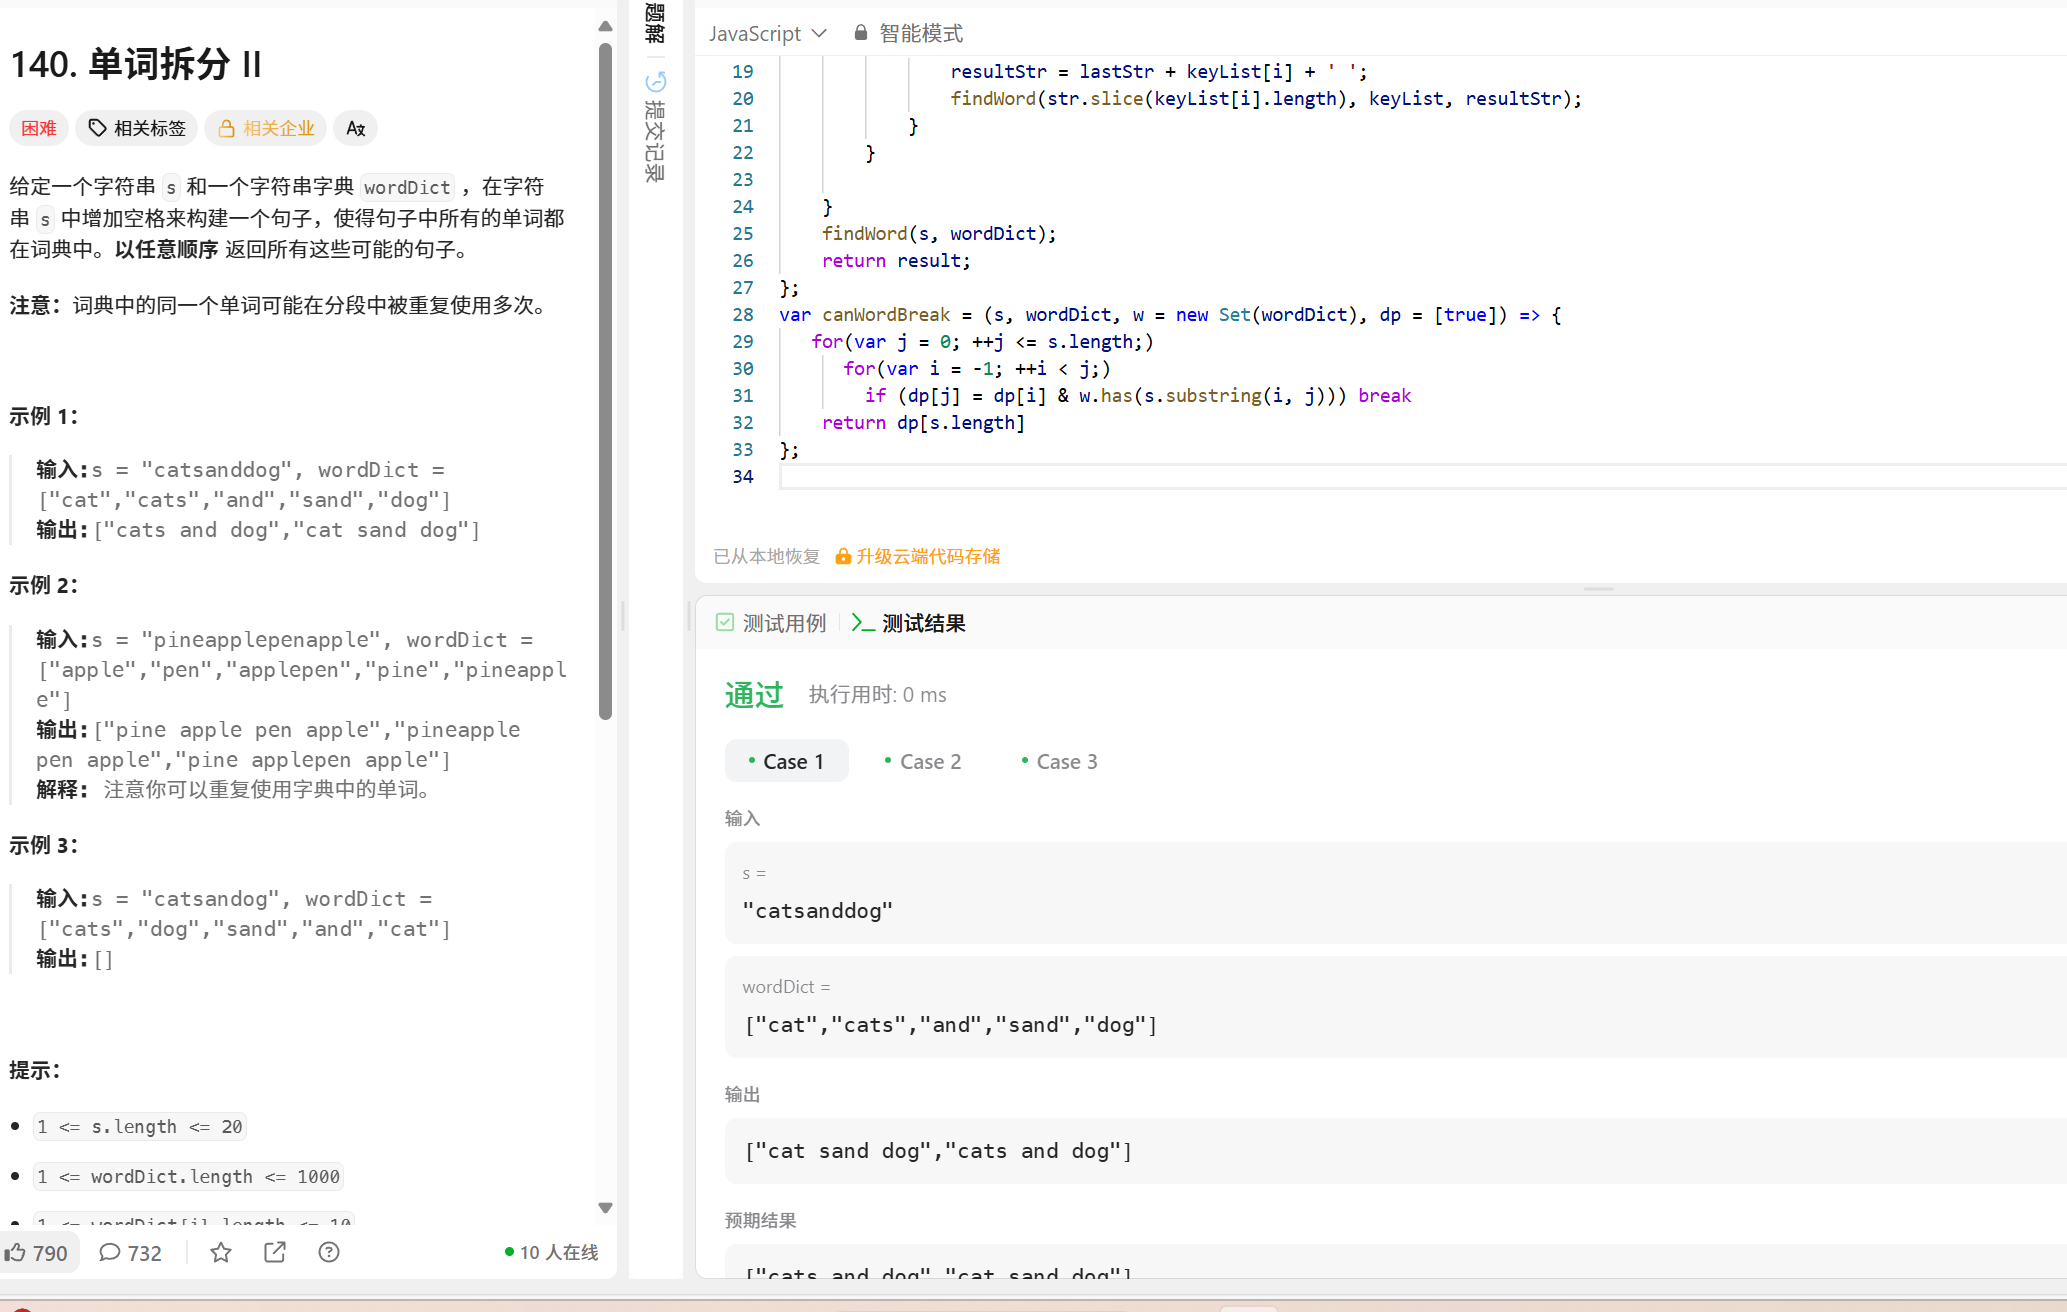 140. 单词拆分 II
困难 相关标签 相关企业
给定一个字符串 s 和一个字符串字典 wordDict ，在字符
串 s 中增加空格来构建一个句子，使得句子中所有的单词都
在词典中。以任意顺序 返回所有这些可能的句子。
注意：词典中的同一个单词可能在分段中被重复使用多次。
示例 1：
输入:s = "catsanddog", wordDict =
["cat","cats","and","sand","dog"]
输出:["cats and dog","cat sand dog"]
示例 2：
输入:s = "pineapplepenapple", wordDict =
["apple","pen","applepen","pine","pineappl
e"]
输出:["pine apple pen apple","pineapple
pen apple","pine applepen apple"]
解释: 注意你可以重复使用字典中的单词。
示例 3：
输入:s = "catsandog", wordDict =
["cats","dog","sand","and","cat"]
输出:[]
提示：
1 <= s.length <= 20
1 <= wordDict.length <= 1000
1 <= wordDict[i].length <= 10
790 732 10 人在线
题解
提交记录
JavaScript 智能模式
19 resultStr = lastStr + keyList[i] + ' ';
20 findWord(str.slice(keyList[i].length), keyList, resultStr);
21 }
22 }
23
24 }
25 findWord(s, wordDict);
26 return result;
27 };
28 var canWordBreak = (s, wordDict, w = new Set(wordDict), dp = [true]) => {
29 for(var j = 0; ++j <= s.length;)
30 for(var i = -1; ++i < j;)
31 if (dp[j] = dp[i] & w.has(s.substring(i, j))) break
32 return dp[s.length]
33 };
34
已从本地恢复 升级云端代码存储
测试用例 测试结果
通过 执行用时: 0 ms
Case 1 Case 2 Case 3
输入
s =
"catsanddog"
wordDict =
["cat","cats","and","sand","dog"]
输出
["cat sand dog","cats and dog"]
预期结果
["cats and dog","cat sand dog"]